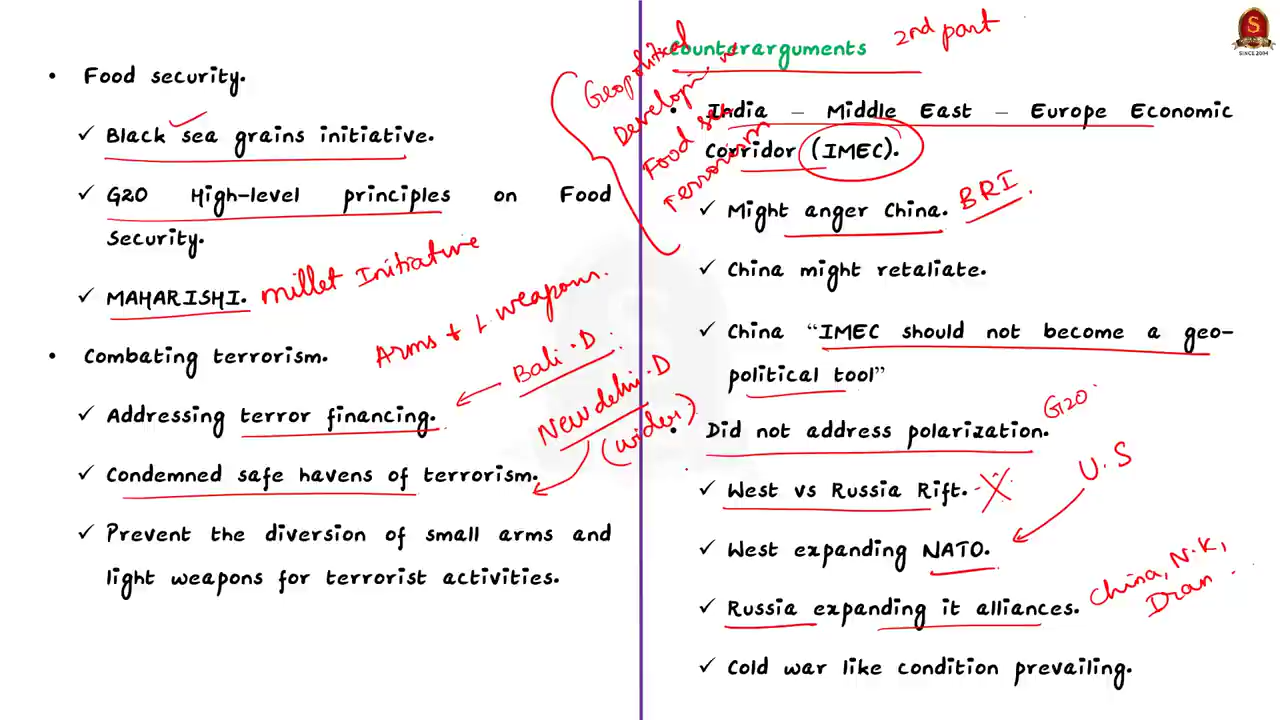 • Food security.
✓ Black sea grains initiative.
✓ G20 High-level principles on Food
Security.
✓ MAHARISHI. millet Initiative
• Combating terrorism.
Arms + L weapons.
✓ Addressing terror financing.
Bali. D
✓ Condemned safe havens of terrorism.
New delhi. D
(wider)
✓ Prevent the diversion of small arms and
light weapons for terrorist activities.
Geopolitical
Developi
Food sec
terrorism
Counterarguments
2nd part
• India – Middle East – Europe Economic
Corridor (IMEC).
✓ Might anger China. BRI.
✓ China might retaliate.
✓ China "IMEC should not become a geo-
political tool"
• Did not address polarization. G20
✓ West vs Russia Rift. X
U.S
✓ West expanding NATO.
✓ Russia expanding it alliances.
China, N.K,
✓ Cold war like condition prevailing.
S
SINCE 2004